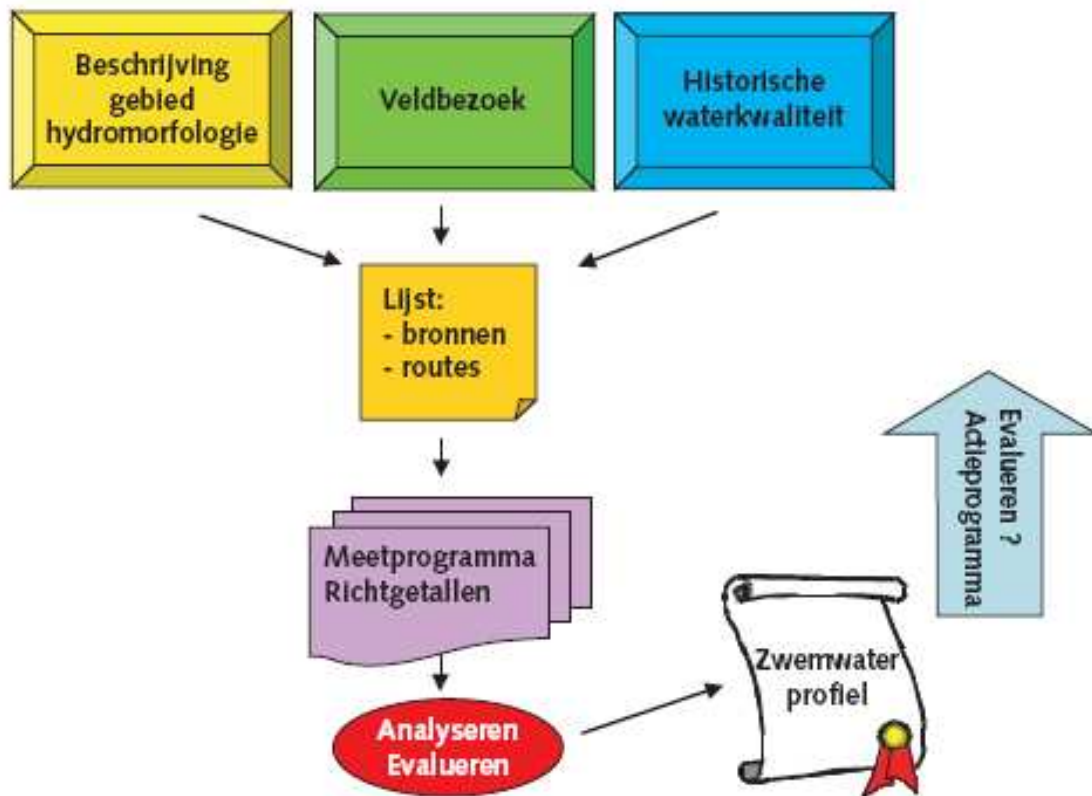 Beschrijving
gebied
hydromorfologie
Veldbezoek
Historische
waterkwaliteit
Lijst:
- bronnen
- routes
Meetprogramma
Richtgetallen
Analyseren
Evalueren
Zwemwater
profiel
Evalueren ?
Actieprogramma